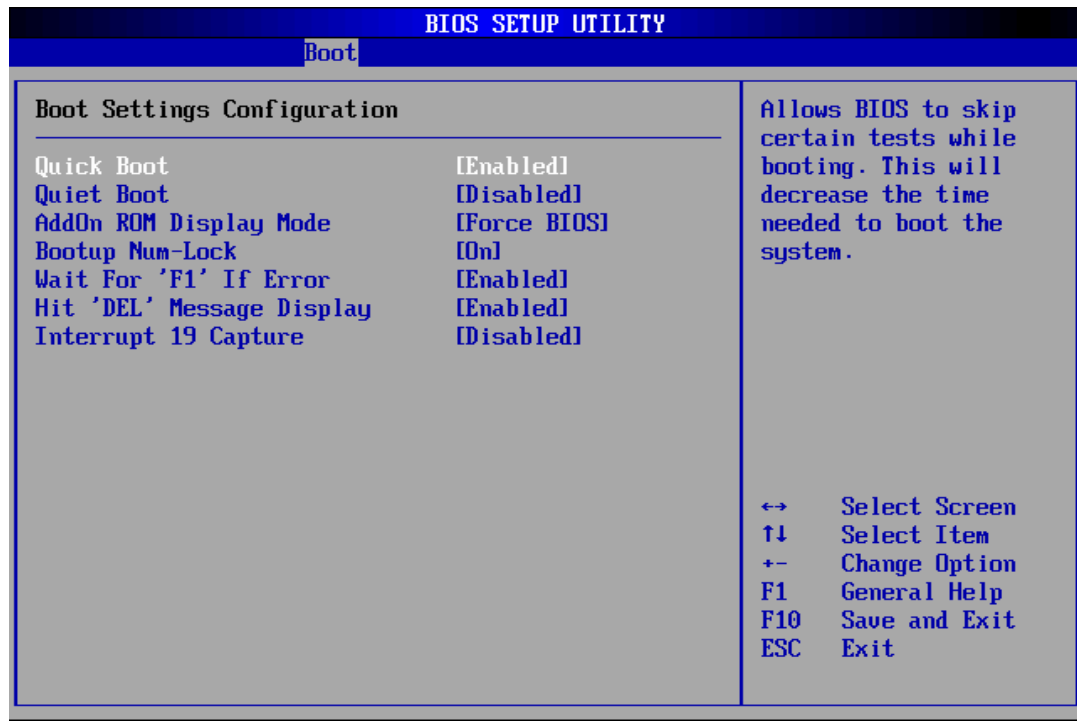 BIOS SETUP UTILITY
Boot
Boot Settings Configuration
Quick Boot [Enabled]
Quiet Boot [Disabled]
AddOn ROM Display Mode [Force BIOS]
Bootup Num-Lock [On]
Wait For 'F1' If Error [Enabled]
Hit 'DEL' Message Display [Enabled]
Interrupt 19 Capture [Disabled]
Allows BIOS to skip
certain tests while
booting. This will
decrease the time
needed to boot the
system.
←→ Select Screen
↑↓ Select Item
+- Change Option
F1 General Help
F10 Save and Exit
ESC Exit